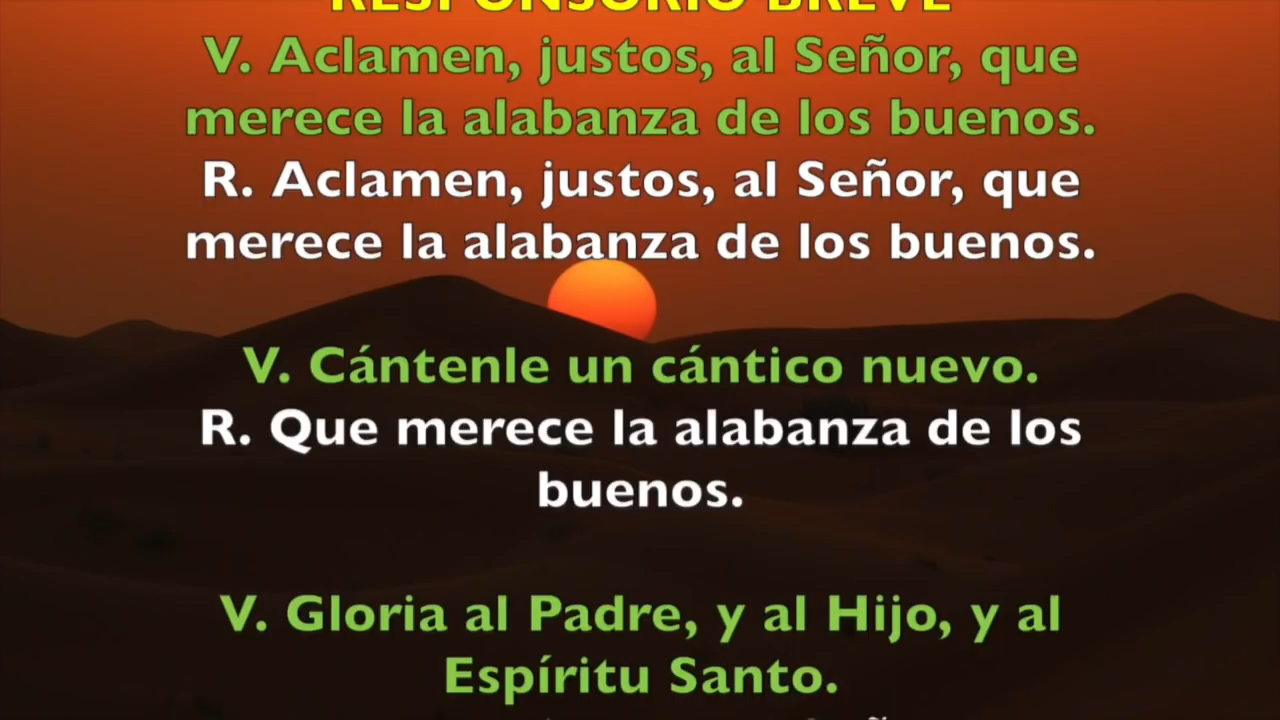 RESPONSORIO BREVE
V. Aclamen, justos, al Señor, que
merece la alabanza de los buenos.
R. Aclamen, justos, al Señor, que
merece la alabanza de los buenos.
V. Cántenle un cántico nuevo.
R. Que merece la alabanza de los
buenos.
V. Gloria al Padre, y al Hijo, y al
Espíritu Santo.